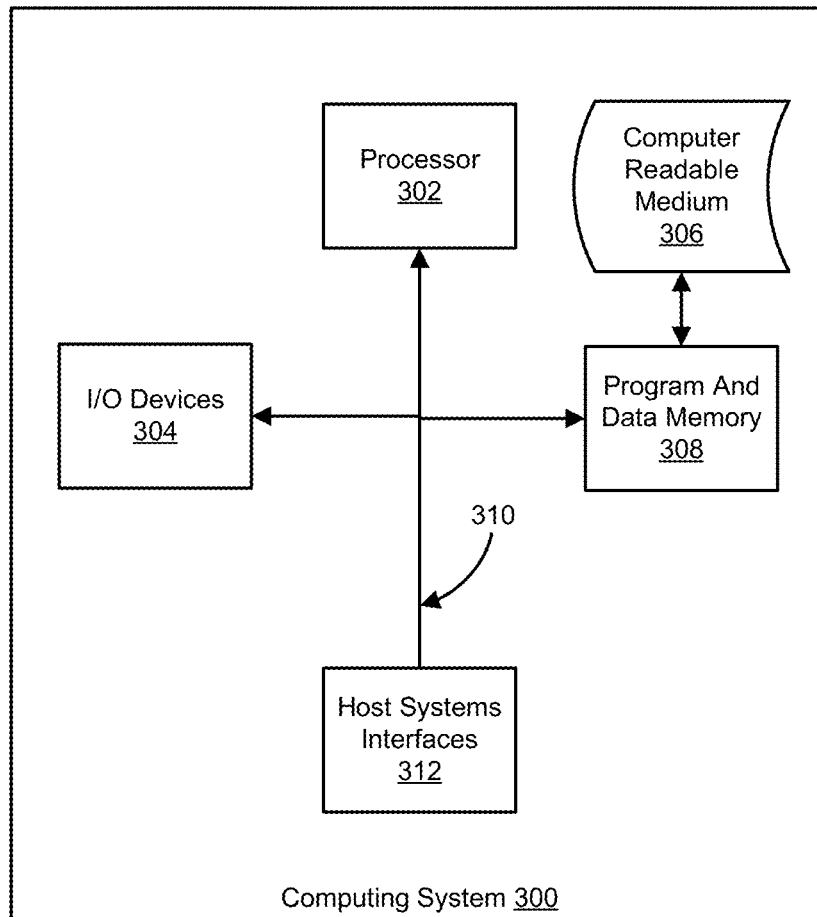 Processor
302
Computer
Readable
Medium
306
I/O Devices
304
Program And
Data Memory
308
310
Host Systems
Interfaces
312
Computing System 300